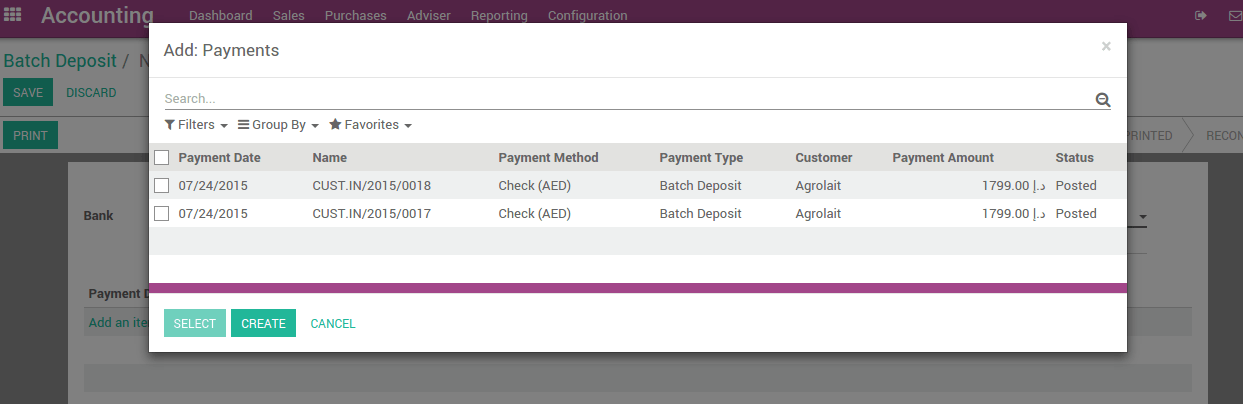 Accounting Dashboard Sales Purchases Adviser Reporting Configuration
Batch Deposit / N
Add: Payments ×
SAVE DISCARD
Search...
Filters Group By Favorites
PRINT PRINTED RECON
Payment Date Name Payment Method Payment Type Customer Payment Amount Status
07/24/2015 CUST.IN/2015/0018 Check (AED) Batch Deposit Agrolait 1799.00 د.إ Posted
07/24/2015 CUST.IN/2015/0017 Check (AED) Batch Deposit Agrolait 1799.00 د.إ Posted
Bank
Payment D
Add an ite
SELECT CREATE CANCEL